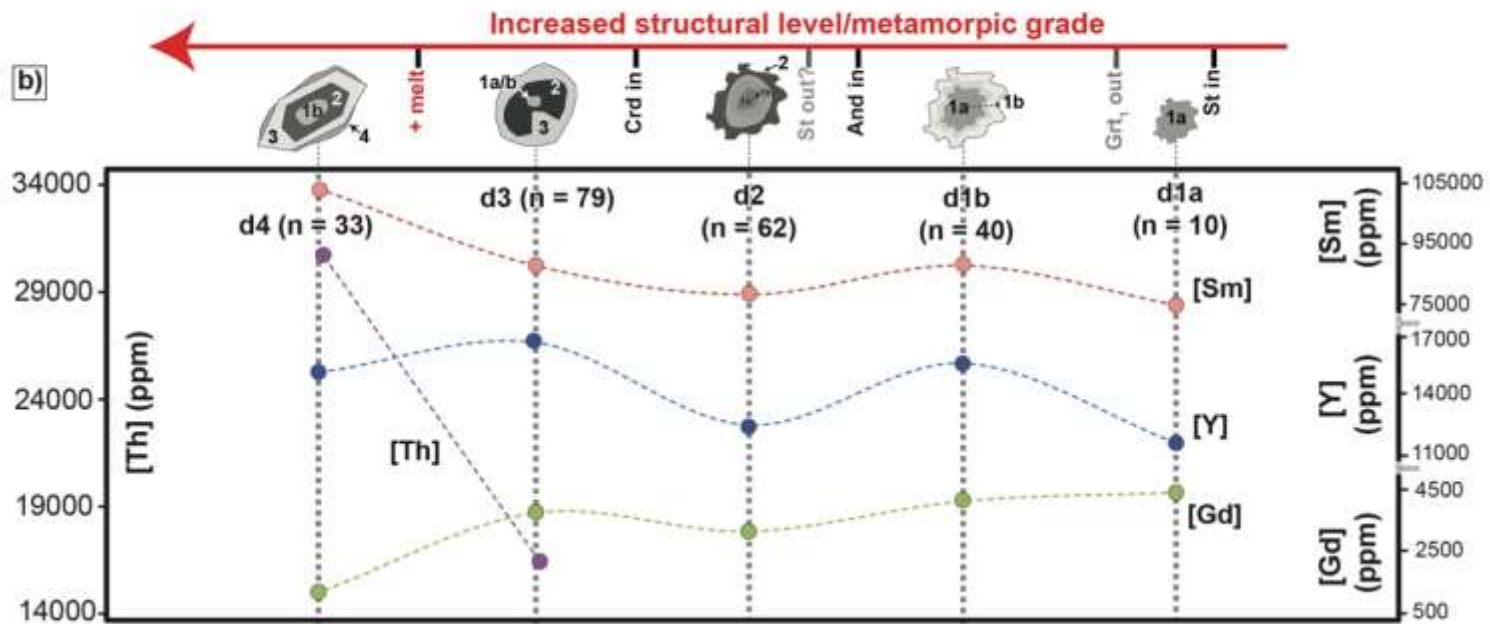 Increased structural level/metamorpic grade
b)
1b
2
3
4
+ melt
1a/b
2
3
Crd in
2
St out?
And in
1a
1b
Grt1 out
1a
St in
34000
29000
24000
19000
14000
[Th] (ppm)
d4 (n = 33)
d3 (n = 79)
d2
(n = 62)
d1b
(n = 40)
d1a
(n = 10)
[Sm]
[Y]
[Th]
[Gd]
[Sm]
(ppm)
105000
95000
75000
[Y]
(ppm)
17000
14000
11000
[Gd]
(ppm)
4500
2500
500